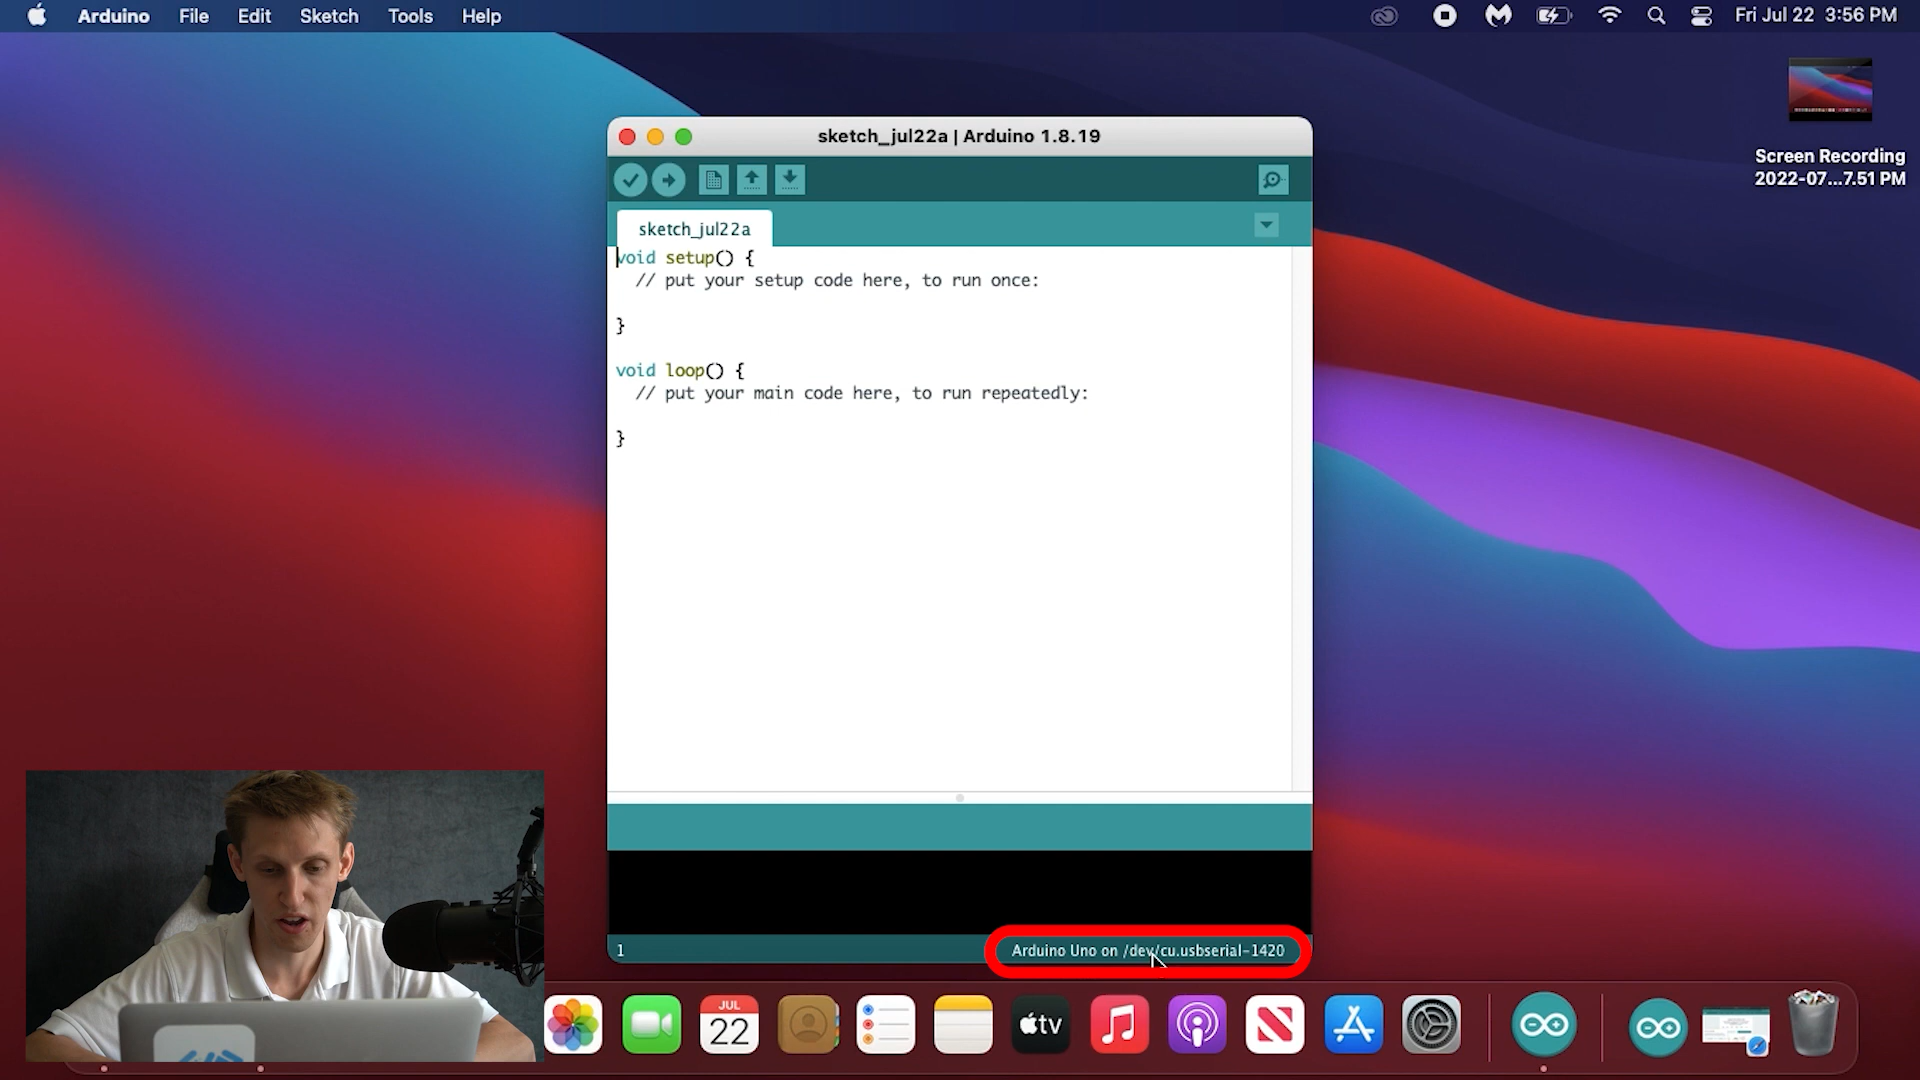 Arduino File Edit Sketch Tools Help Fri Jul 22 3:56 PM
Screen Recording
2022-07...7.51 PM
sketch_jul22a | Arduino 1.8.19
sketch_jul22a
void setup() {
// put your setup code here, to run once:
}
void loop() {
// put your main code here, to run repeatedly:
}
1 Arduino Uno on /dev/cu.usbserial-1420
JUL
22
tv